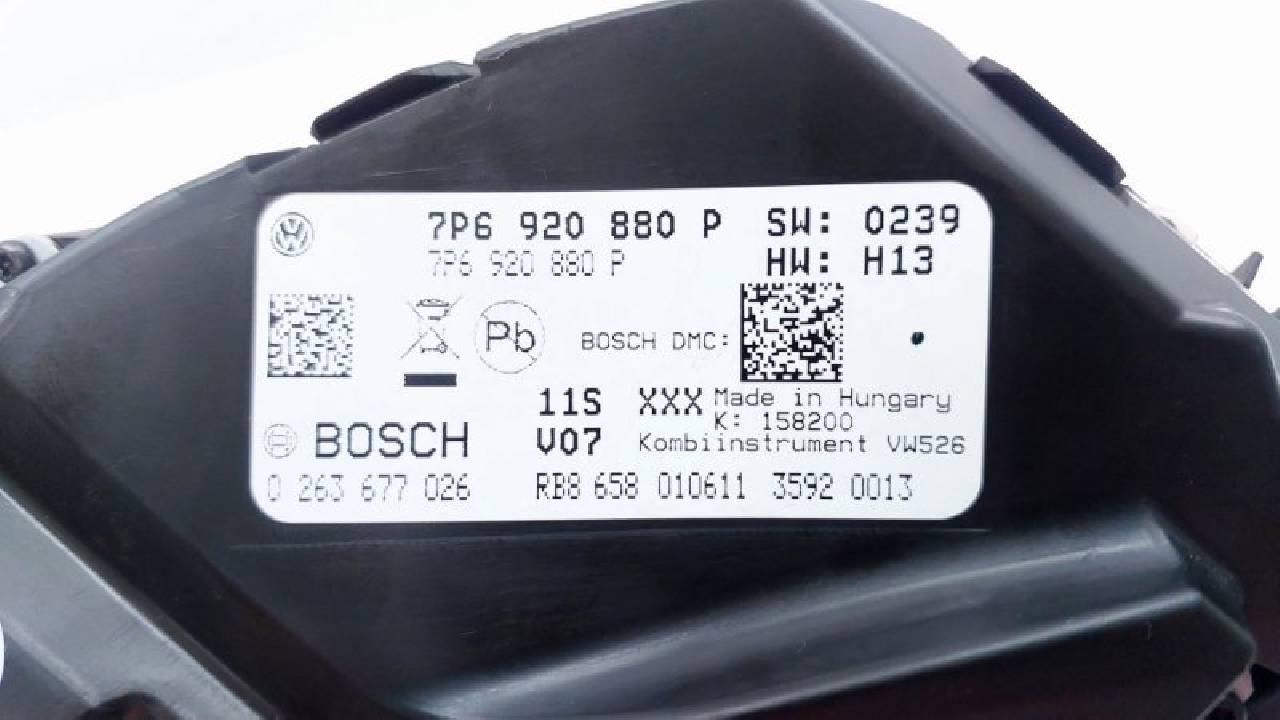 7P6 920 880 P SW: 0239
7P6 920 880 P HW: H13
Pb BOSCH DMC:
11S XXX Made in Hungary
K: 158200
BOSCH V07 Kombiinstrument VW526
0 263 677 026 RB8 658 010611 3592 0013